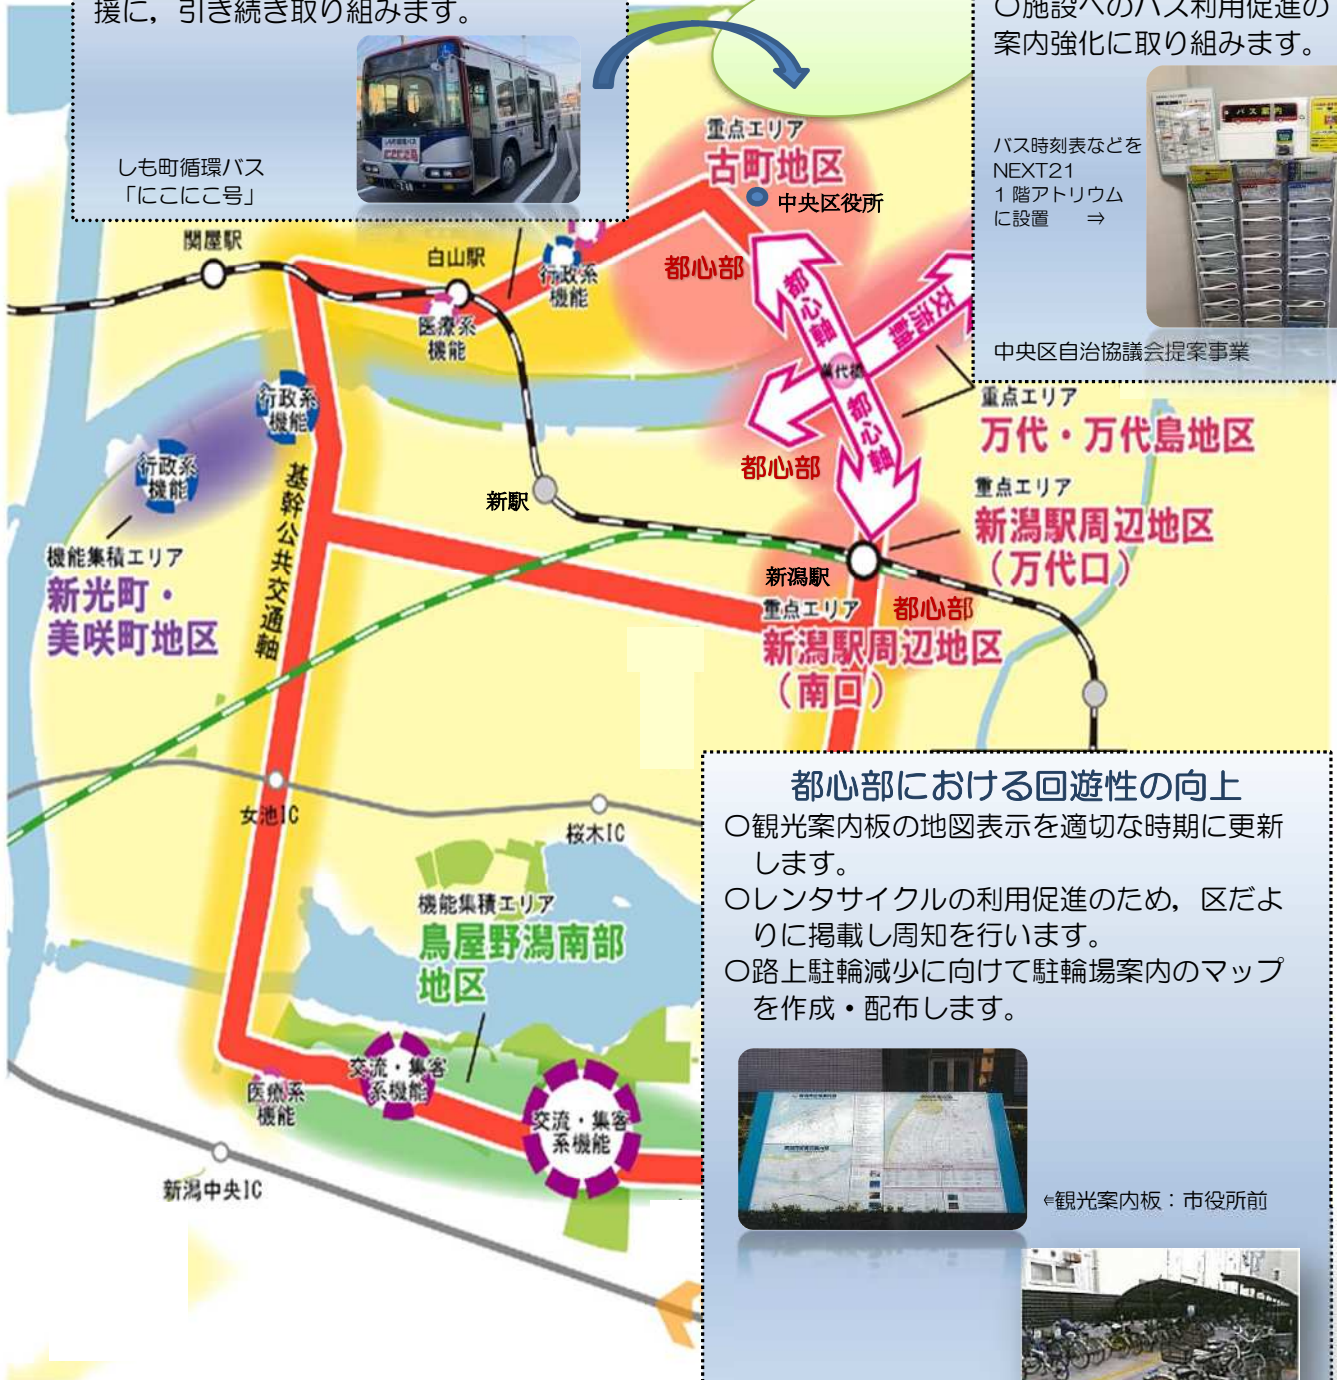 援に，引き続き取り組みます。
しも町循環バス
「にこにこ号」
〇施設へのバス利用促進の
案内強化に取り組みます。
バス時刻表などを
NEXT21
１階アトリウム
に設置　⇒
バス案内
中央区自治協議会提案事業
重点エリア
古町地区
中央区役所
都心部
関屋駅
白山駅
行政系
機能
医療系
機能
都心軸
交流軸
萬代橋
都心軸
都心部
重点エリア
万代・万代島地区
重点エリア
新潟駅周辺地区
（万代口）
行政系
機能
行政系
機能
機能集積エリア
新光町・
美咲町地区
基幹公共交通軸
新駅
新潟駅
都心部
重点エリア
新潟駅周辺地区
（南口）
女池IC
桜木IC
機能集積エリア
鳥屋野潟南部
地区
医療系
機能
交流・集客
系機能
交流・集客
系機能
新潟中央IC
都心部における回遊性の向上
〇観光案内板の地図表示を適切な時期に更新
します。
〇レンタサイクルの利用促進のため，区だよ
りに掲載し周知を行います。
〇路上駐輪減少に向けて駐輪場案内のマップ
を作成・配布します。
⇐観光案内板：市役所前